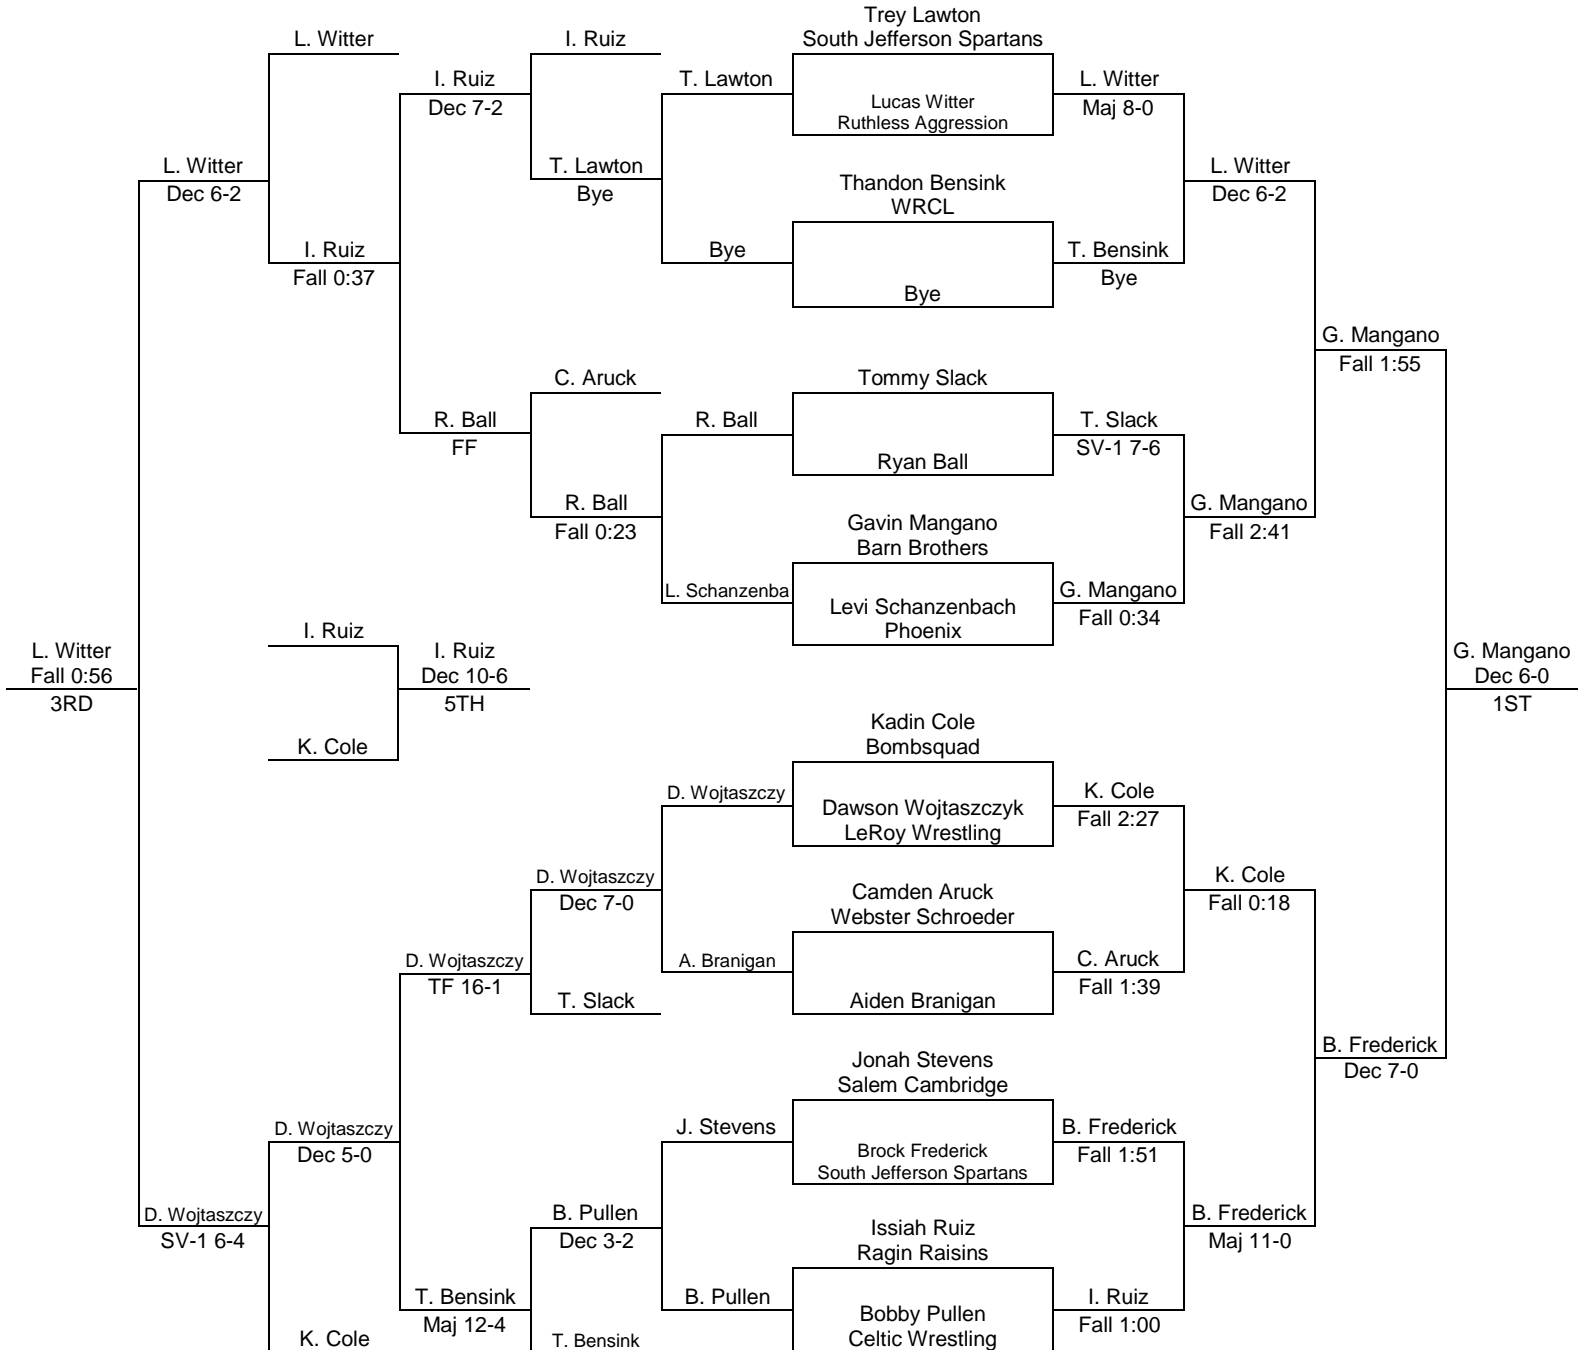 Trey Lawton
L. Witter
I. Ruiz
South Jefferson Spartans
I. Ruiz
T. Lawton
L. Witter
Dec 7-2
Lucas Witter
Maj 8-0
Ruthless Aggression
L. Witter
T. Lawton
L. Witter
Dec 6-2
Bye
Thandon Bensink
Dec 6-2
WRCL
I. Ruiz
Bye
T. Bensink
Fall 0:37
Bye
Bye
G. Mangano
Fall 1:55
C. Aruck
Tommy Slack
R. Ball
R. Ball
T. Slack
FF
SV-1 7-6
Ryan Ball
R. Ball
G. Mangano
Fall 0:23
Gavin Mangano
Fall 2:41
Barn Brothers
L. Schanzenba
G. Mangano
Levi Schanzenbach
Fall 0:34
Phoenix
I. Ruiz
L. Witter
I. Ruiz
G. Mangano
Fall 0:56
Dec 10-6
Dec 6-0
3RD
5TH
1ST
Kadin Cole
K. Cole
Bombsquad
D. Wojtaszczy
K. Cole
Dawson Wojtaszczyk
Fall 2:27
LeRoy Wrestling
D. Wojtaszczy
K. Cole
Dec 7-0
Camden Aruck
Fall 0:18
Webster Schroeder
D. Wojtaszczy
A. Branigan
C. Aruck
TF 16-1
Fall 1:39
T. Slack
Aiden Branigan
B. Frederick
Jonah Stevens
Dec 7-0
Salem Cambridge
D. Wojtaszczy
J. Stevens
B. Frederick
Dec 5-0
Brock Frederick
Fall 1:51
South Jefferson Spartans
D. Wojtaszczy
B. Pullen
B. Frederick
SV-1 6-4
Dec 3-2
Issiah Ruiz
Maj 11-0
Ragin Raisins
T. Bensink
B. Pullen
I. Ruiz
Maj 12-4
Bobby Pullen
Fall 1:00
K. Cole
T. Bensink
Celtic Wrestling